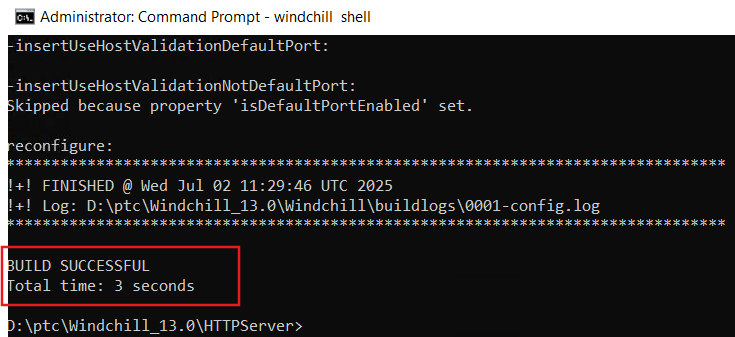 Administrator: Command Prompt - windchill  shell
-insertUseHostValidationDefaultPort:
-insertUseHostValidationNotDefaultPort:
Skipped because property 'isDefaultPortEnabled' set.
reconfigure:
*********************************************************************************
!+! FINISHED @ Wed Jul 02 11:29:46 UTC 2025
!+! Log: D:\ptc\Windchill_13.0\Windchill\buildlogs\0001-config.log
*********************************************************************************
BUILD SUCCESSFUL
Total time: 3 seconds
D:\ptc\Windchill_13.0\HTTPServer>